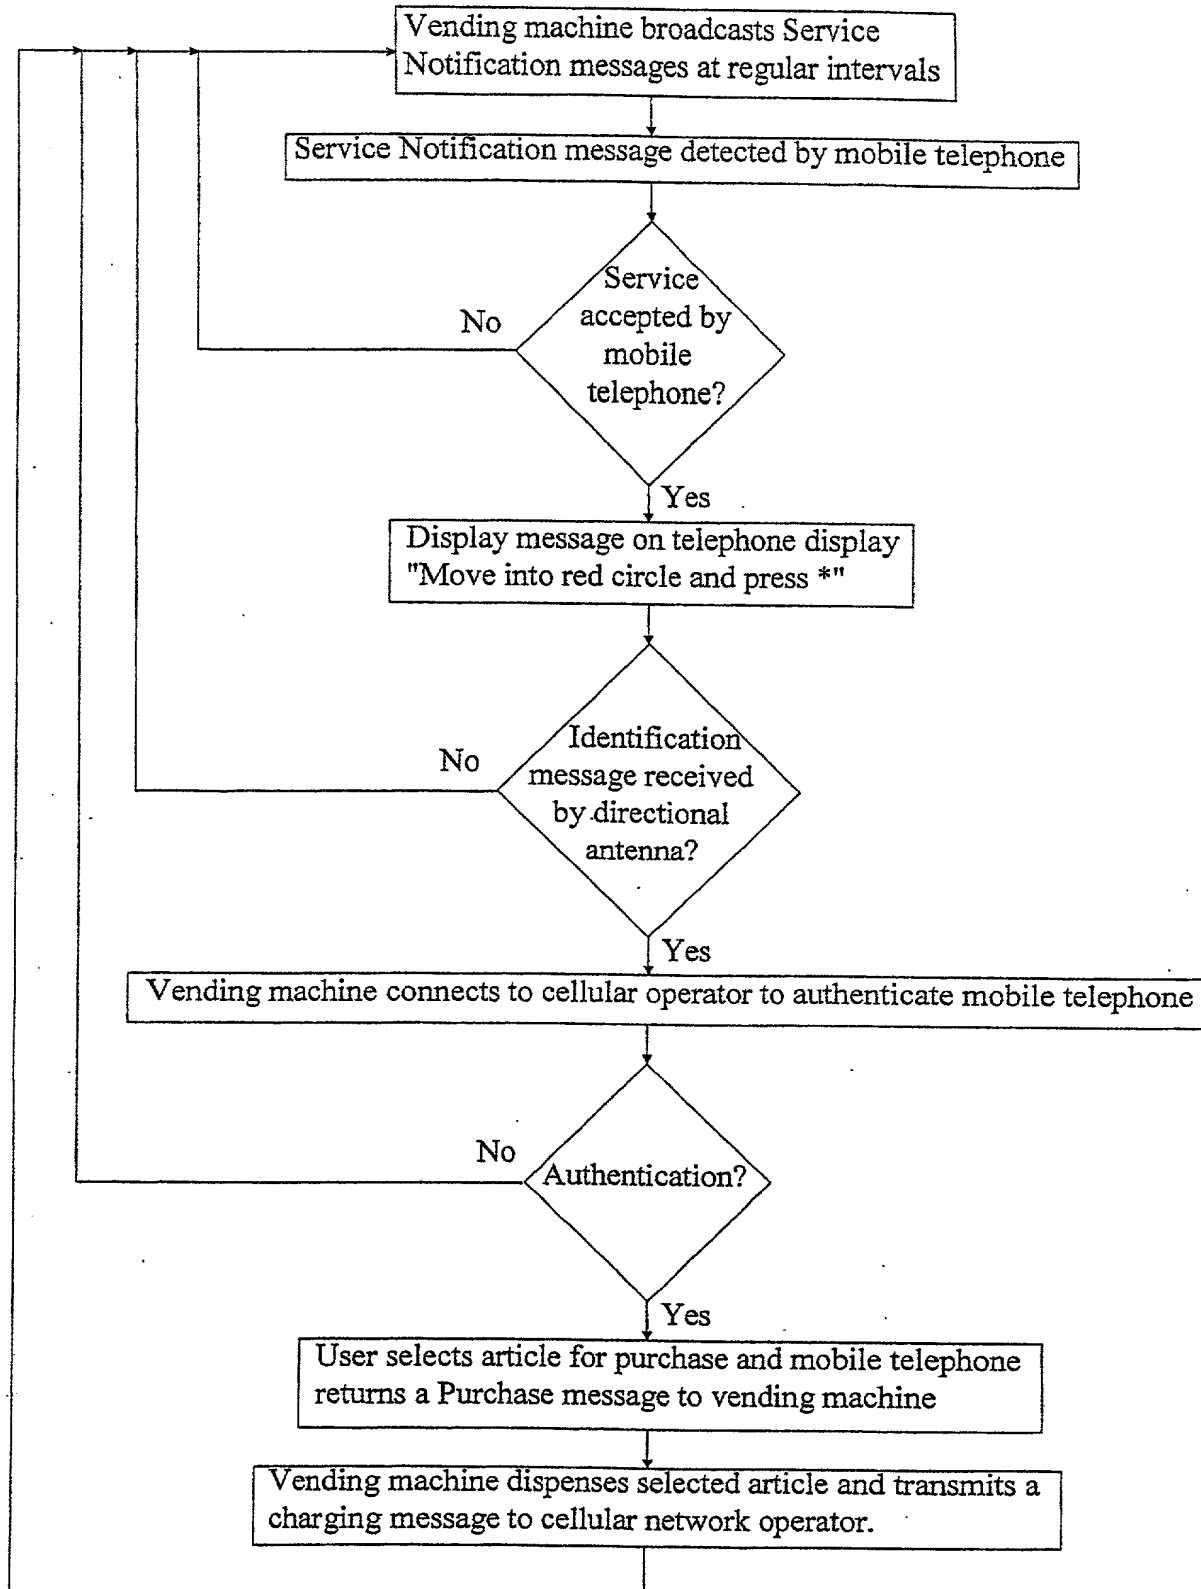 Vending machine broadcasts Service
Notification messages at regular intervals
Service Notification message detected by mobile telephone
Service
accepted by
mobile
telephone?
No
Yes
Display message on telephone display
"Move into red circle and press *"
Identification
message received
by directional
antenna?
No
Yes
Vending machine connects to cellular operator to authenticate mobile telephone
Authentication?
No
Yes
User selects article for purchase and mobile telephone
returns a Purchase message to vending machine
Vending machine dispenses selected article and transmits a
charging message to cellular network operator.